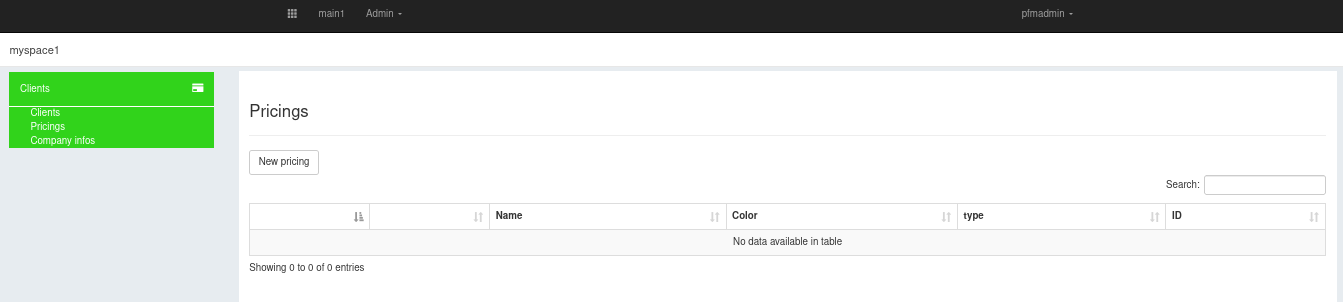 main1 Admin pfmadmin
myspace1
Clients
Clients
Pricings
Company infos
Pricings
New pricing
Search:
Name Color type ID
No data available in table
Showing 0 to 0 of 0 entries